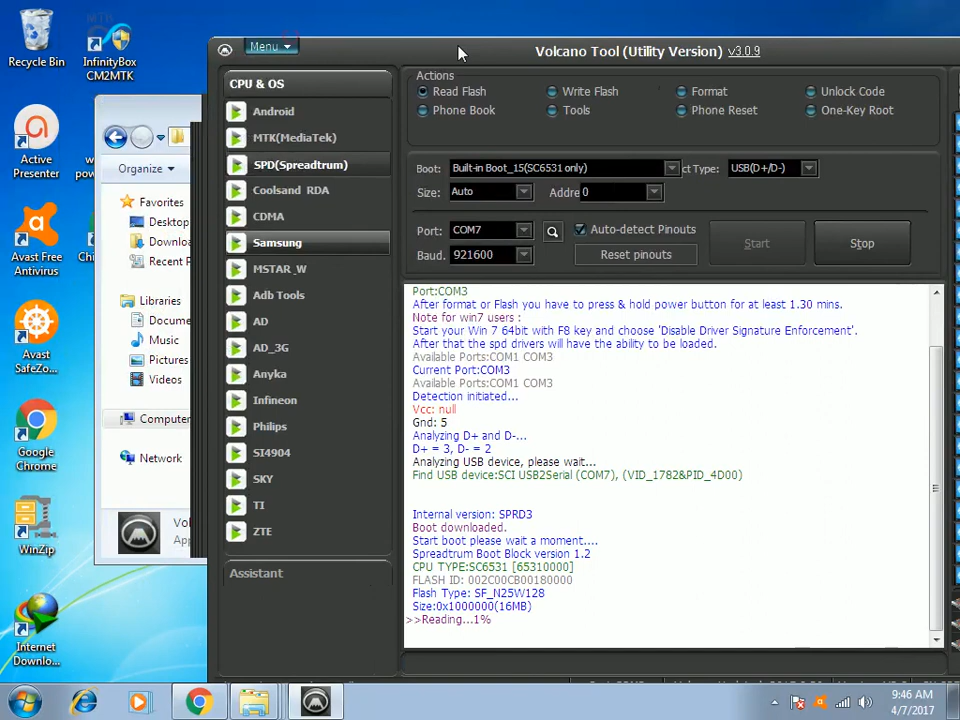 Recycle Bin
MTK
InfinityBox
CM2MTK
Active
Presenter
w
pow
Avast Free
Antivirus
Chi
Avast
SafeZo...
Google
Chrome
WinZip
Internet
Downlo...
Organize
Favorites
Desktop
Downloa
Recent P
Libraries
Docume
Music
Pictures
Videos
Computer
Network
Vol
App
Menu
Volcano Tool (Utility Version) v3.0.9
CPU & OS
Android
MTK(MediaTek)
SPD(Spreadtrum)
Coolsand RDA
CDMA
Samsung
MSTAR_W
Adb Tools
AD
AD_3G
Anyka
Infineon
Philips
SI4904
SKY
TI
ZTE
Assistant
Actions
Read Flash Write Flash Format Unlock Code
Phone Book Tools Phone Reset One-Key Root
Boot: Built-in Boot_15(SC6531 only) ct Type: USB(D+/D-)
Size: Auto Addre 0
Port: COM7 Auto-detect Pinouts Start Stop
Baud. 921600 Reset pinouts
Port:COM3
After format or Flash you have to press & hold power button for at least 1.30 mins.
Note for win7 users :
Start your Win 7 64bit with F8 key and choose 'Disable Driver Signature Enforcement'.
After that the spd drivers will have the ability to be loaded.
Available Ports:COM1 COM3
Current Port:COM3
Available Ports:COM1 COM3
Detection initiated...
Vcc: null
Gnd: 5
Analyzing D+ and D-...
D+ = 3, D- = 2
Analyzing USB device, please wait...
Find USB device:SCI USB2Serial (COM7), (VID_1782&PID_4D00)
Internal version: SPRD3
Boot downloaded.
Start boot please wait a moment....
Spreadtrum Boot Block version 1.2
CPU TYPE:SC6531 [65310000]
FLASH ID: 002C00CB00180000
Flash Type: SF_N25W128
Size:0x1000000(16MB)
>>Reading...1%
9:46 AM
4/7/2017